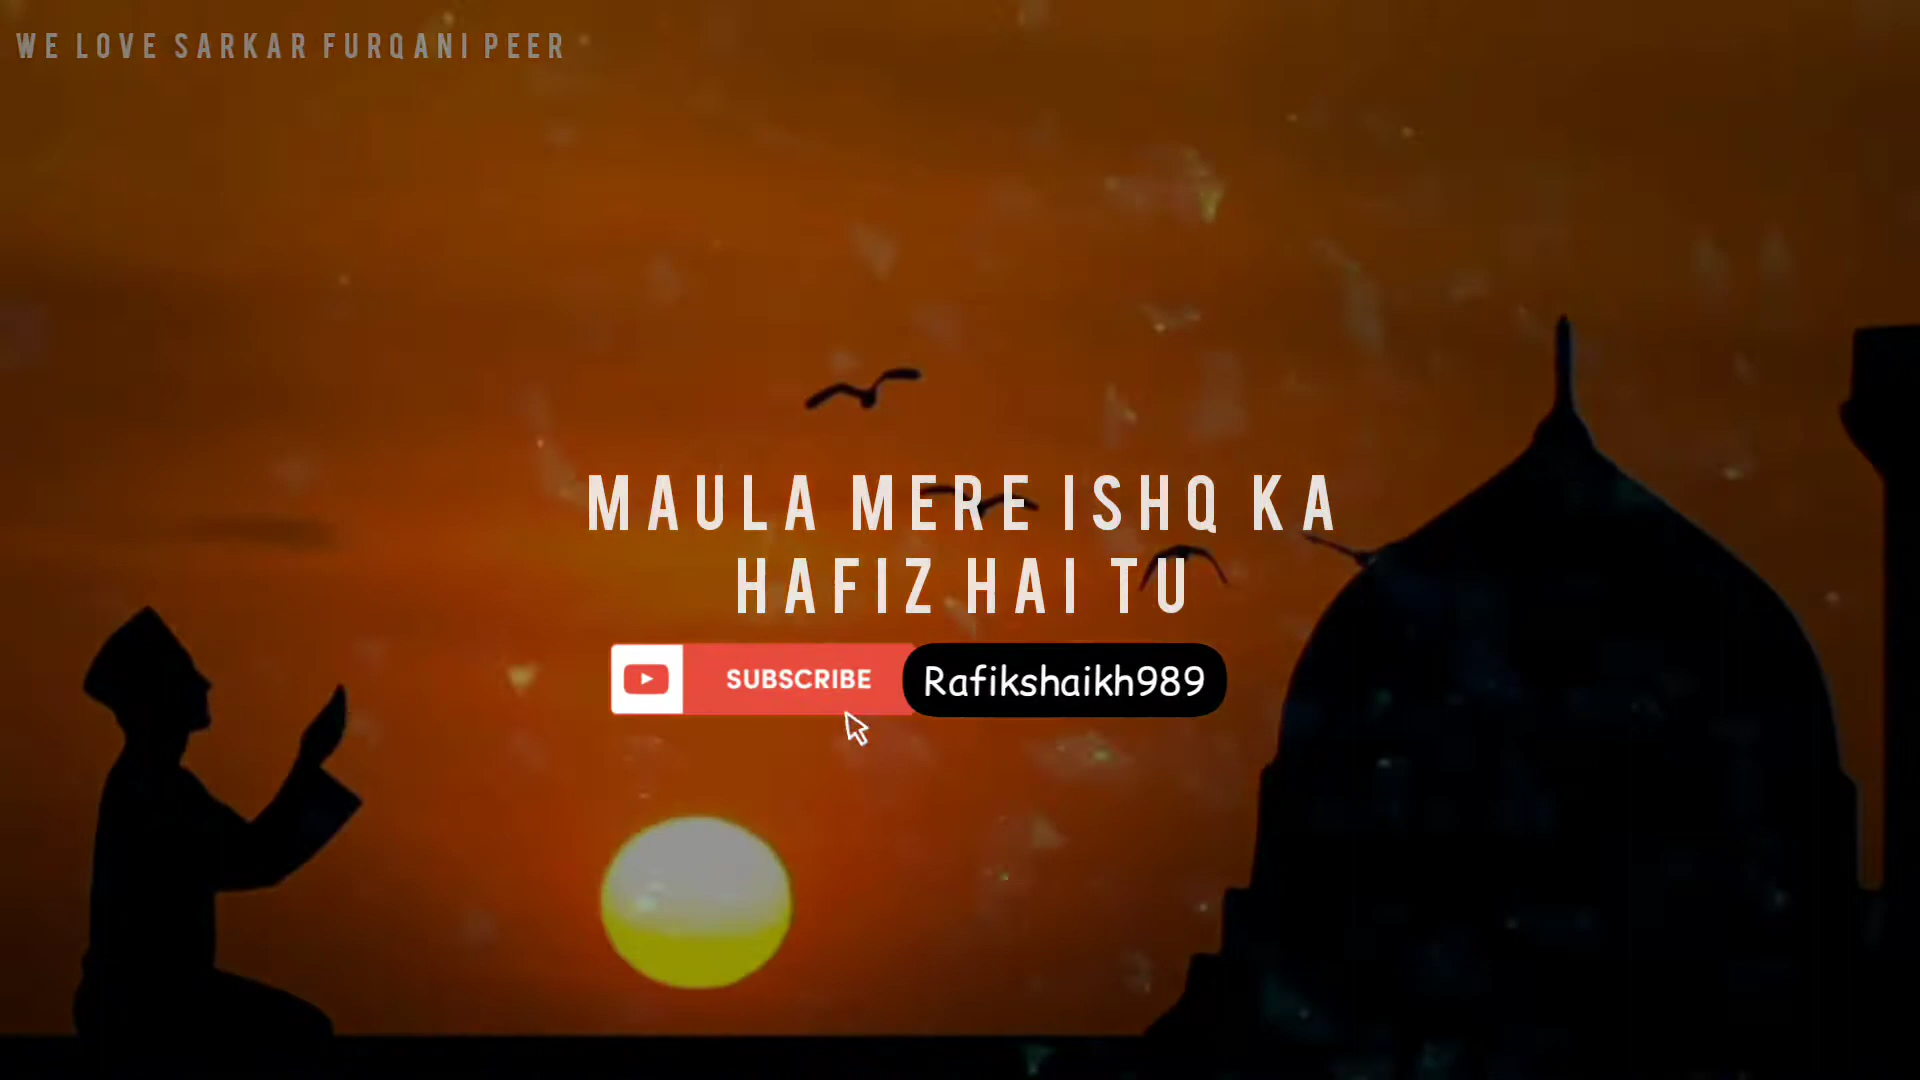 WE LOVE SARKAR FURQANI PEER
MAULA MERE ISHQ KA
HAFIZ HAI TU
SUBSCRIBE Rafikshaikh989